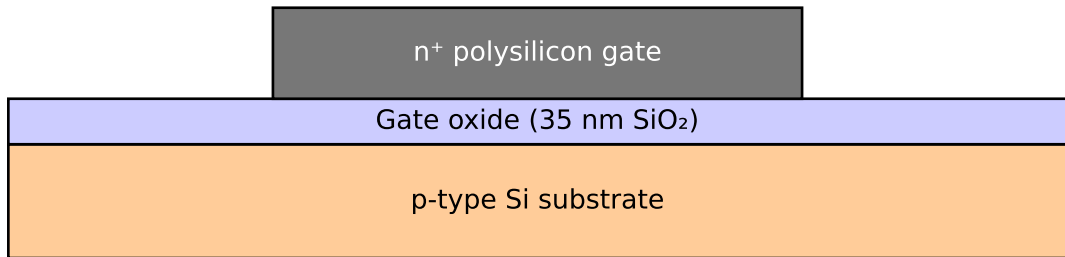 n⁺ polysilicon gate
Gate oxide (35 nm SiO₂)
p-type Si substrate